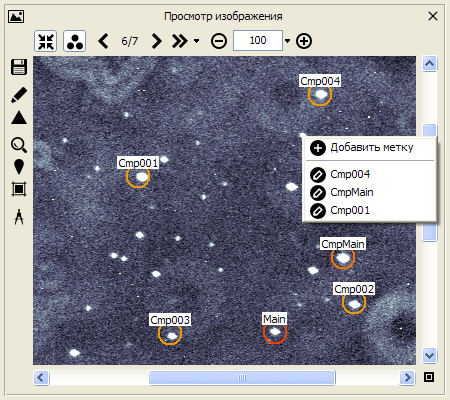 Просмотр изображения
6/7
100
Cmp004
Добавить метку
Cmp001
Cmp004
CmpMain
Cmp001
CmpMain
Cmp002
Cmp003
Main